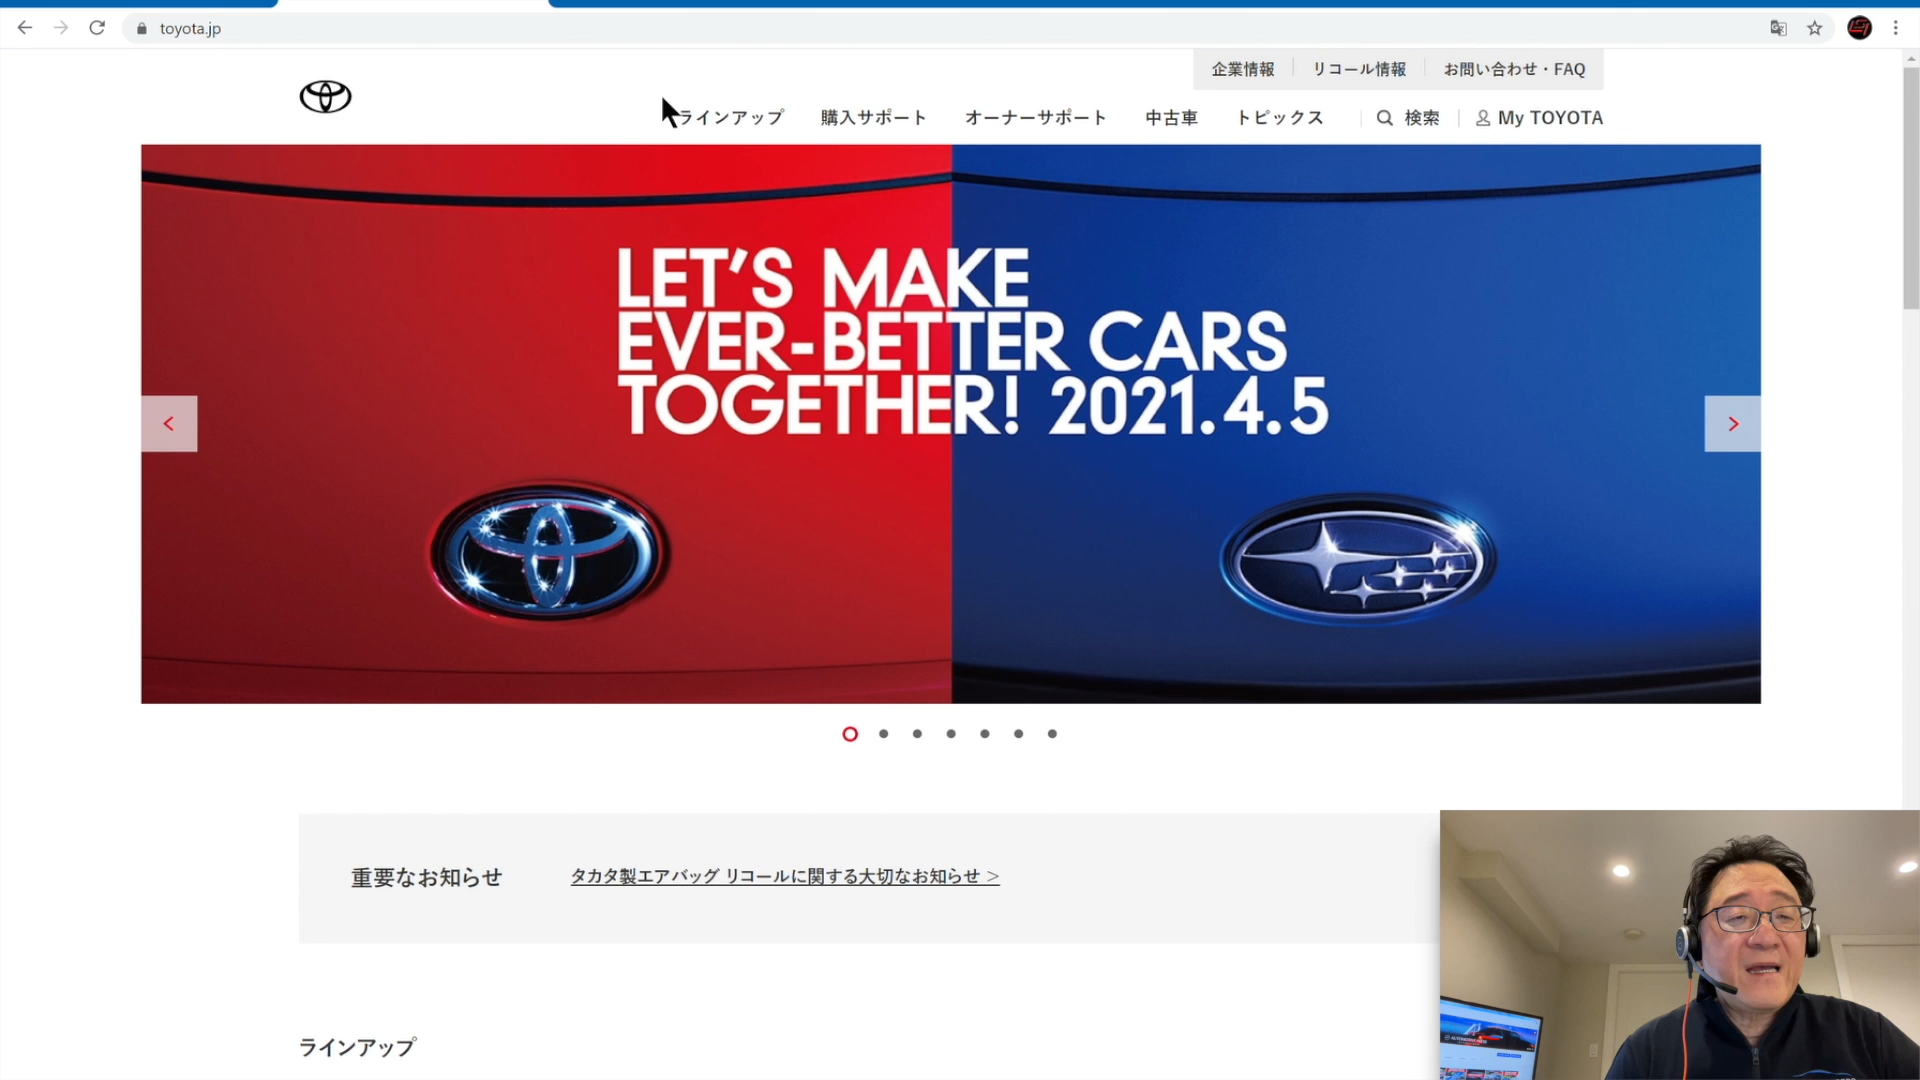 toyota.jp
企業情報
リコール情報
お問い合わせ・FAQ
ラインアップ
購入サポート
オーナーサポート
中古車
トピックス
検索
My TOYOTA
LET'S MAKE
EVER-BETTER CARS
TOGETHER! 2021.4.5
重要なお知らせ
タカタ製エアバッグ リコールに関する大切なお知らせ >
ラインアップ